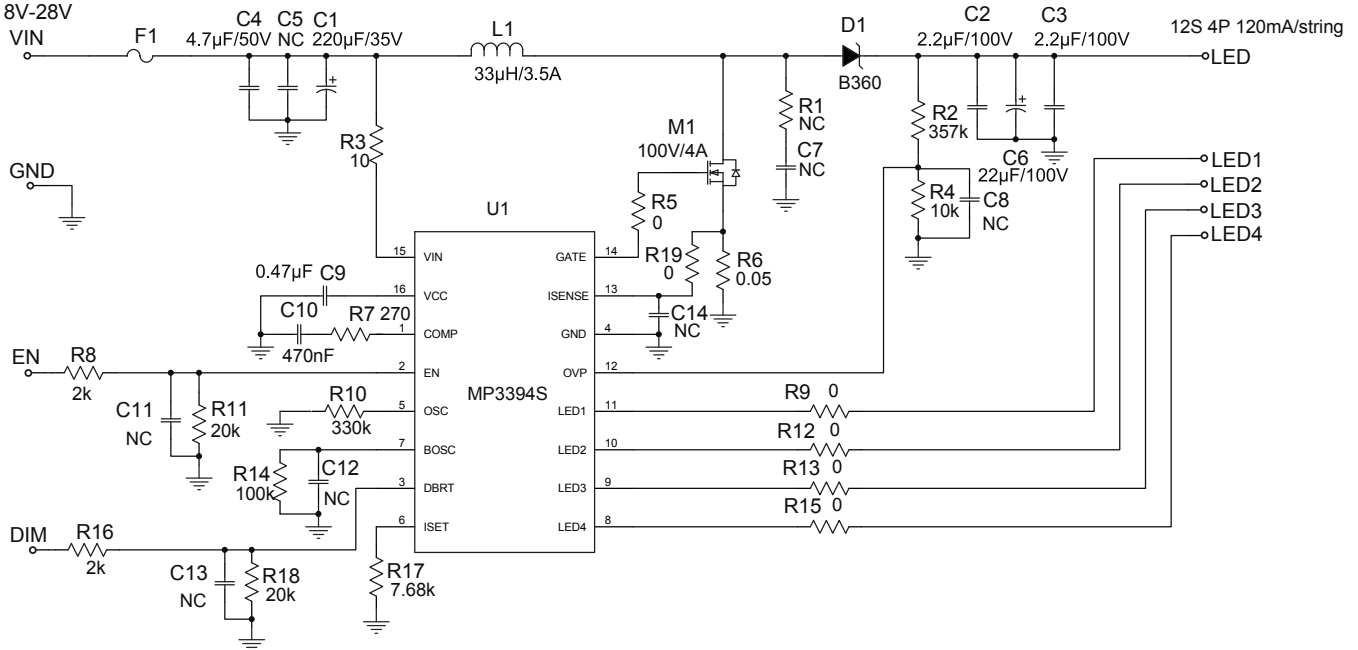 8V-28V
VIN
F1
C4
4.7µF/50V
C5
NC
C1
220µF/35V
+
L1
33µH/3.5A
D1
B360
C2
2.2µF/100V
C3
2.2µF/100V
12S 4P 120mA/string
LED
R3
10
R1
NC
C7
NC
M1
100V/4A
R2
357k
+
C6
22µF/100V
R4
10k
C8
NC
GND
LED1
LED2
LED3
LED4
U1
R5
0
R19
0
R6
0.05
C14
NC
0.47µF C9
C10
470nF
R7 270
15 VIN
16 VCC
1 COMP
2 EN
5 OSC
7 BOSC
3 DBRT
6 ISET
MP3394S
GATE 14
ISENSE 13
GND 4
OVP 12
LED1 11
LED2 10
LED3 9
LED4 8
EN
R8
2k
C11
NC
R11
20k
R10
330k
R14
100k
C12
NC
R9 0
R12 0
R13 0
R15 0
DIM
R16
2k
C13
NC
R18
20k
R17
7.68k